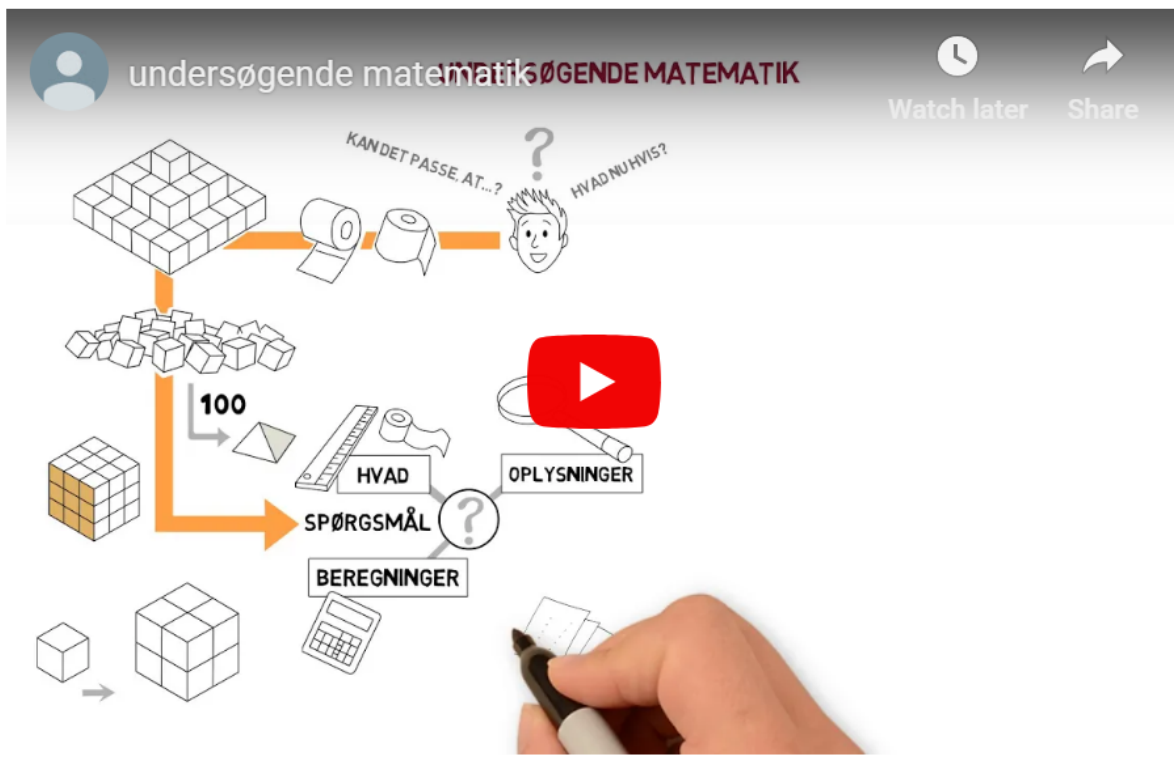 undersøgende matematik
UNDERSØGENDE MATEMATIK
Watch later
Share
KAN DET PASSE, AT...?
?
HVAD NU HVIS?
100
HVAD
OPLYSNINGER
SPØRGSMÅL
?
BEREGNINGER